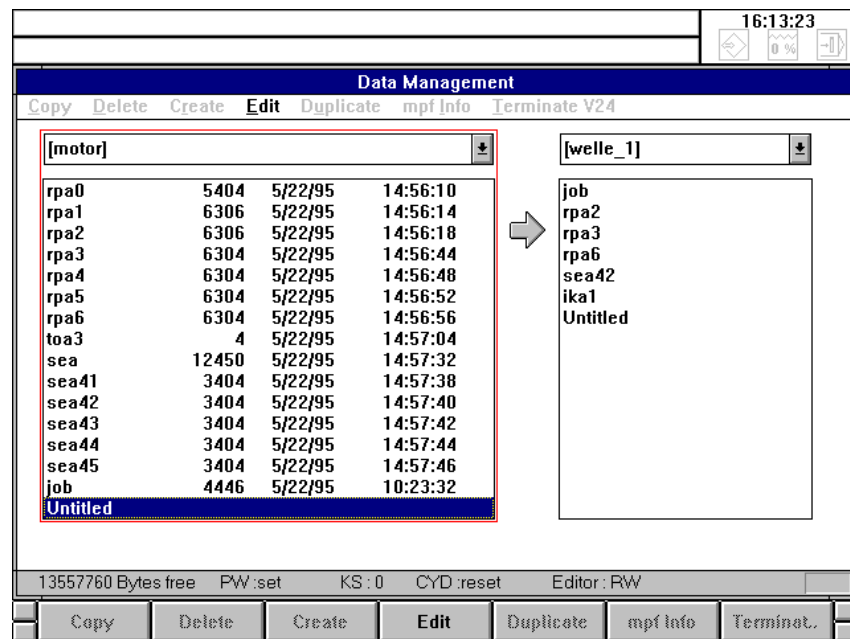 16:13:23
0 %
Data Management
Copy Delete Create Edit Duplicate mpf Info Terminate V24
[motor] [welle_1]
rpa0 5404 5/22/95 14:56:10 job
rpa1 6306 5/22/95 14:56:14 rpa2
rpa2 6306 5/22/95 14:56:18 rpa3
rpa3 6304 5/22/95 14:56:44 rpa6
rpa4 6304 5/22/95 14:56:48 sea42
rpa5 6304 5/22/95 14:56:52 ika1
rpa6 6304 5/22/95 14:56:56 Untitled
toa3 4 5/22/95 14:57:04
sea 12450 5/22/95 14:57:32
sea41 3404 5/22/95 14:57:38
sea42 3404 5/22/95 14:57:40
sea43 3404 5/22/95 14:57:42
sea44 3404 5/22/95 14:57:44
sea45 3404 5/22/95 14:57:46
job 4446 5/22/95 10:23:32
Untitled
13557760 Bytes free PW :set KS : 0 CYD :reset Editor : RW
Copy Delete Create Edit Duplicate mpf Info Terminat..